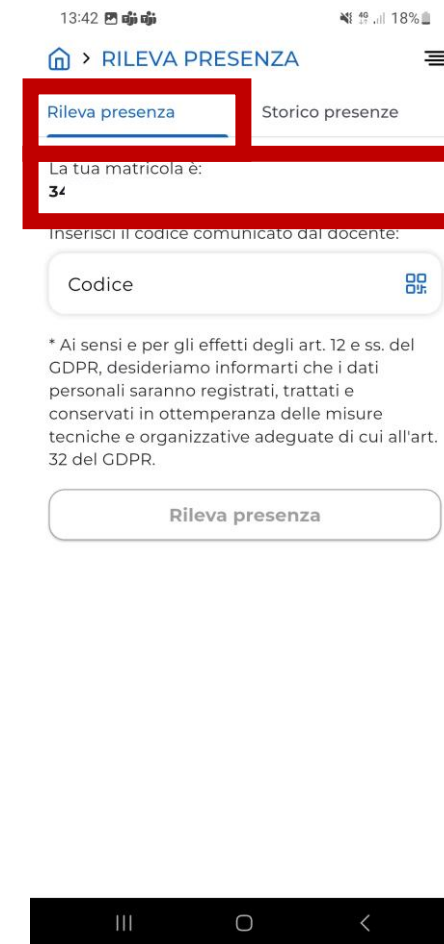 13:42 18%
> RILEVA PRESENZA
Rileva presenza Storico presenze
La tua matricola è:
34
Inserisci il codice comunicato dal docente:
Codice
* Ai sensi e per gli effetti degli art. 12 e ss. del
GDPR, desideriamo informarti che i dati
personali saranno registrati, trattati e
conservati in ottemperanza delle misure
tecniche e organizzative adeguate di cui all'art.
32 del GDPR.
Rileva presenza